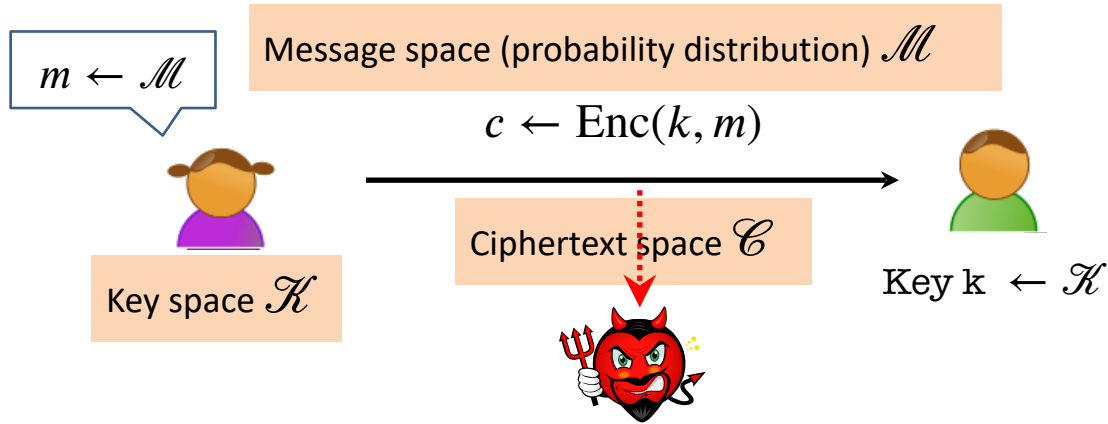 Message space (probability distribution) ℳ
m ← ℳ
c ← Enc(k, m)
Ciphertext space 𝒞
Key space 𝒦
Key k ← 𝒦